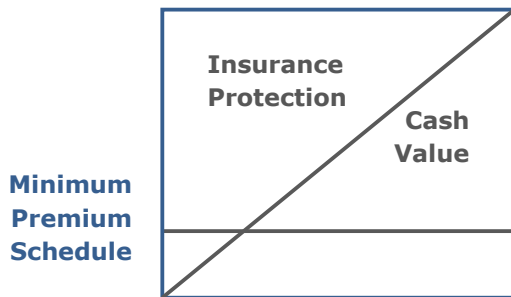 Insurance
Protection
Cash
Value
Minimum
Premium
Schedule